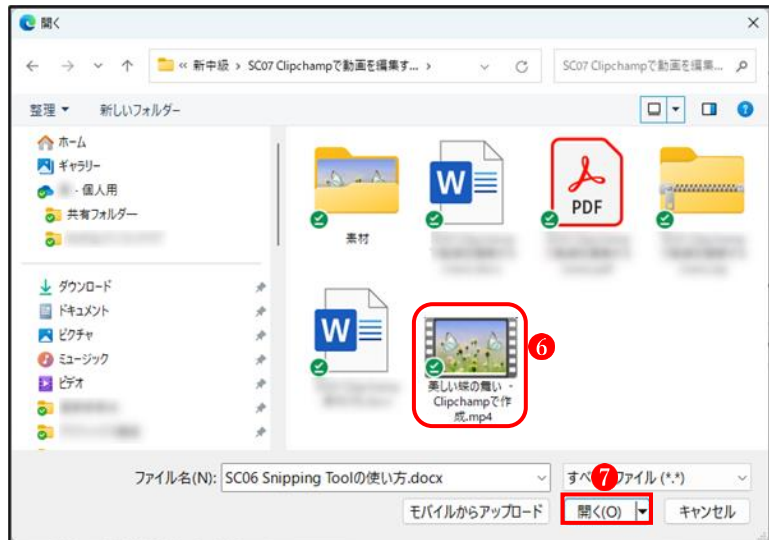 開く
« 新中級 › SC07 Clipchampで動画を編集す... ›
SC07 Clipchampで動画を編集...
整理
新しいフォルダー
ホーム
ギャラリー
- 個人用
共有フォルダー
ダウンロード
ドキュメント
ピクチャ
ミュージック
ビデオ
素材
W
PDF
W
美しい蝶の舞い -
Clipchampで作
成.mp4
6
ファイル名(N):
SC06 Snipping Toolの使い方.docx
すべ
7
ファイル (*.*)
モバイルからアップロード
開く(O)
キャンセル